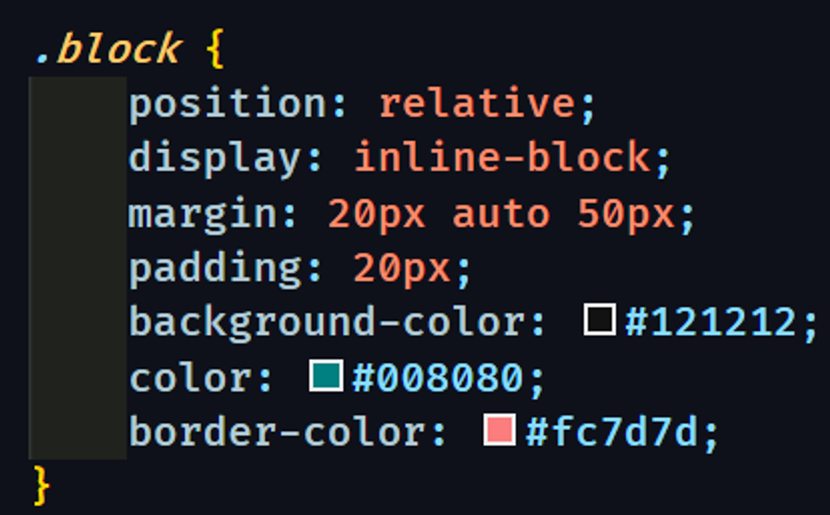 .block {
position: relative;
display: inline-block;
margin: 20px auto 50px;
padding: 20px;
background-color: #121212;
color: #008080;
border-color: #fc7d7d;
}